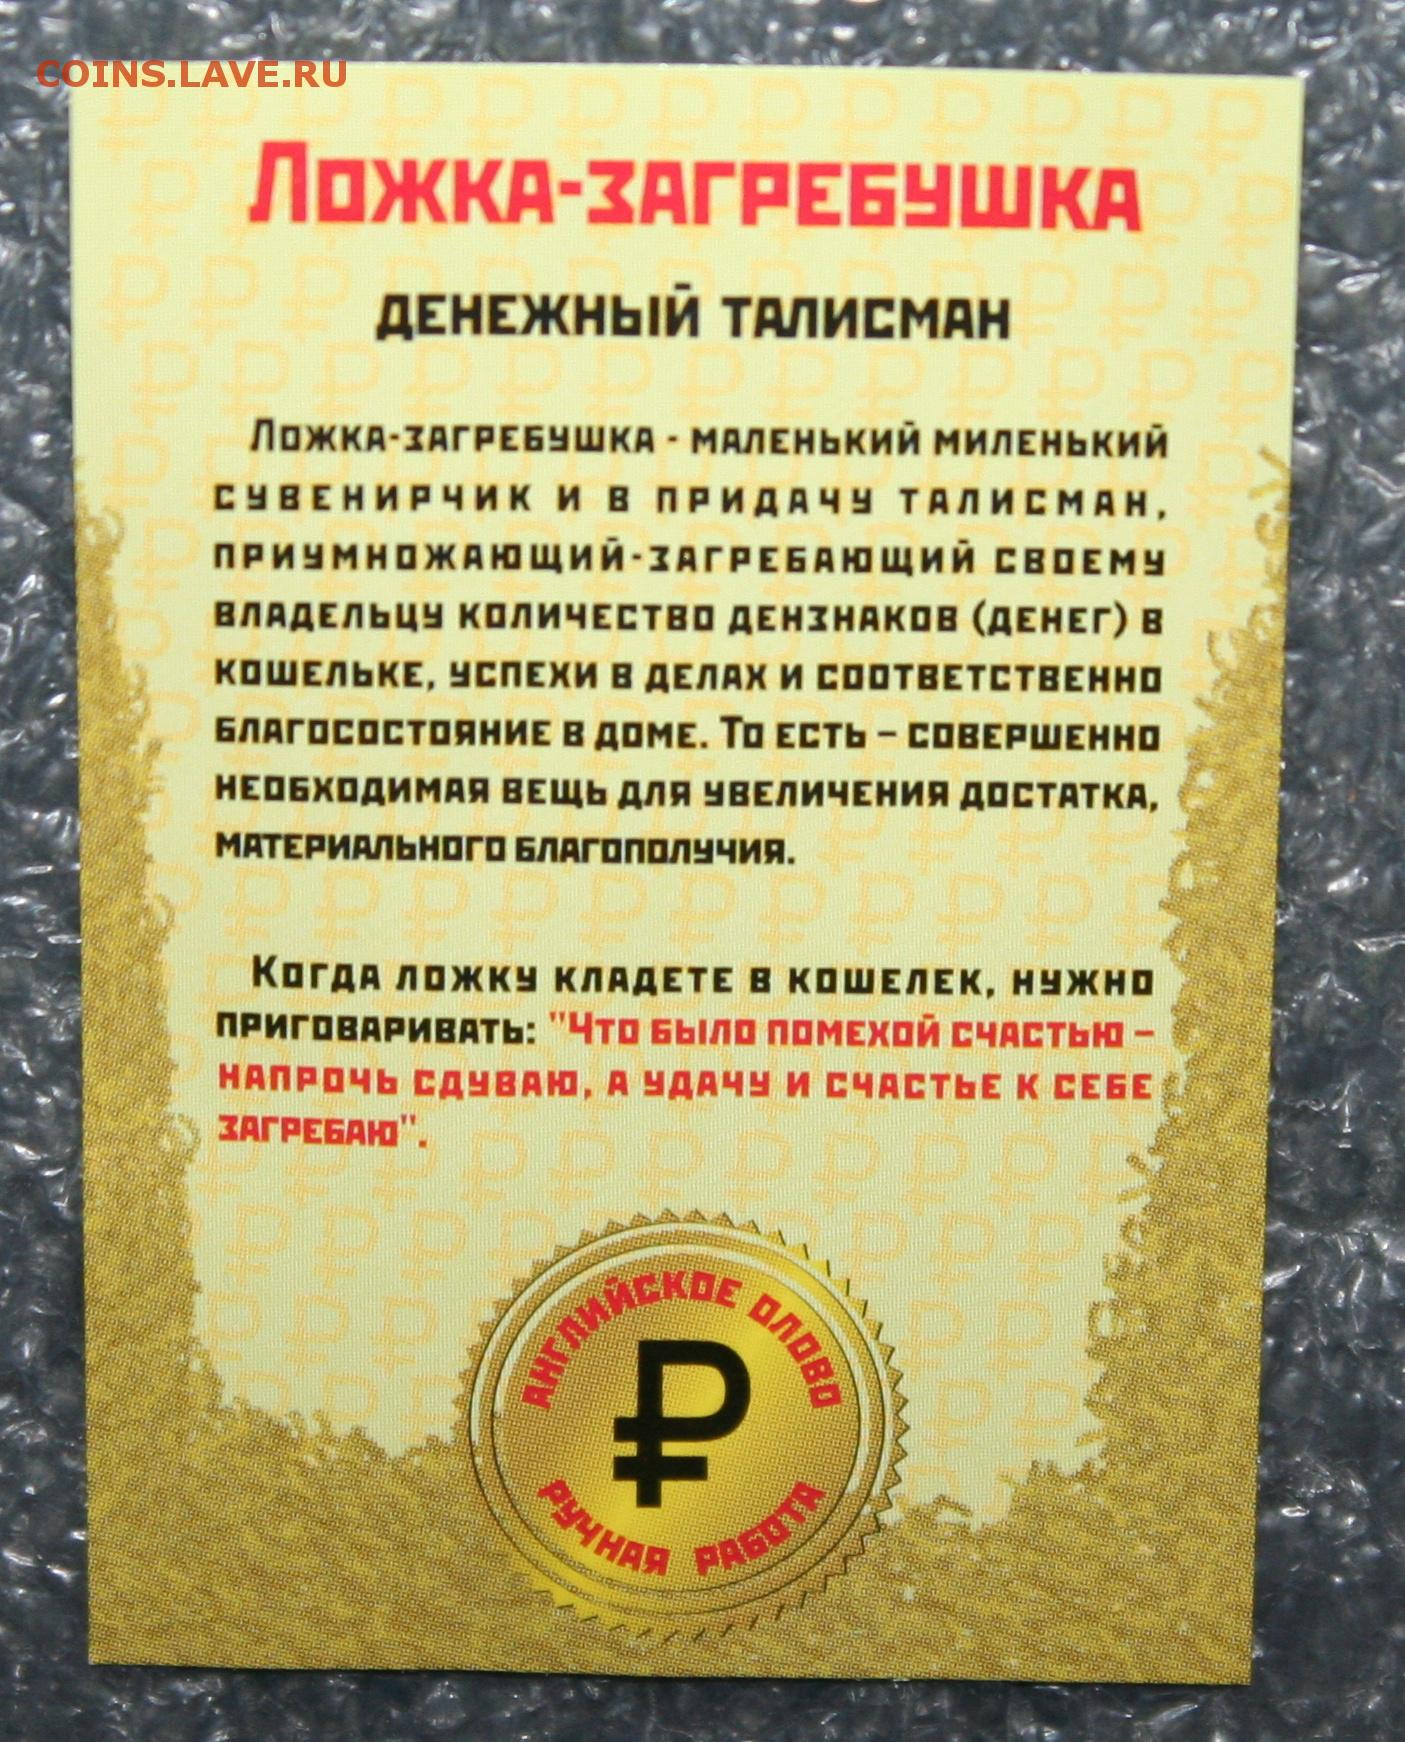 COINS.LAVE.RU
Ложка-загребушка
денежный талисман
Ложка-загребушка - маленький миленький
сувенирчик и в придачу талисман,
приумножающий-загребающий своему
владельцу количество дензнаков (денег) в
кошельке, успехи в делах и соответственно
благосостояние в доме. То есть – совершенно
необходимая вещь для увеличения достатка,
материального благополучия.
Когда ложку кладете в кошелек, нужно
приговаривать: "Что было помехой счастью –
напрочь сдуваю, а удачу и счастье к себе
загребаю".
АНГЛИЙСКОЕ ОЛОВО
₽
РУЧНАЯ РАБОТА